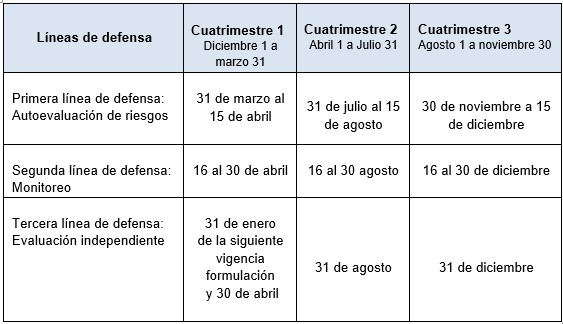 Líneas de defensa
Cuatrimestre 1
Diciembre 1 a
marzo 31
Cuatrimestre 2
Abril 1 a Julio 31
Cuatrimestre 3
Agosto 1 a noviembre 30
Primera línea de defensa:
Autoevaluación de riesgos
31 de marzo al
15 de abril
31 de julio al 15
de agosto
30 de noviembre a 15
de diciembre
Segunda línea de defensa:
Monitoreo
16 al 30 de abril
16 al 30 agosto
16 al 30 de diciembre
Tercera línea de defensa:
Evaluación independiente
31 de enero
de la siguiente
vigencia
formulación
y 30 de abril
31 de agosto
31 de diciembre